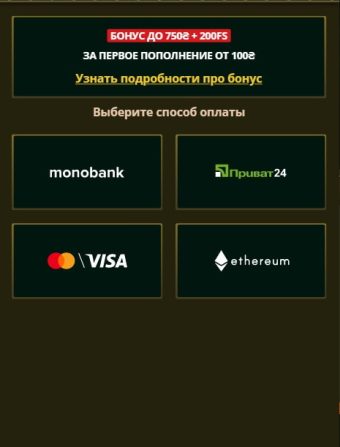 БОНУС ДО 750₴ + 200FS
ЗА ПЕРВОЕ ПОПОЛНЕНИЕ ОТ 100₴
Узнать подробности про бонус
Выберите способ оплаты
monobank
Приват24
VISA
ethereum